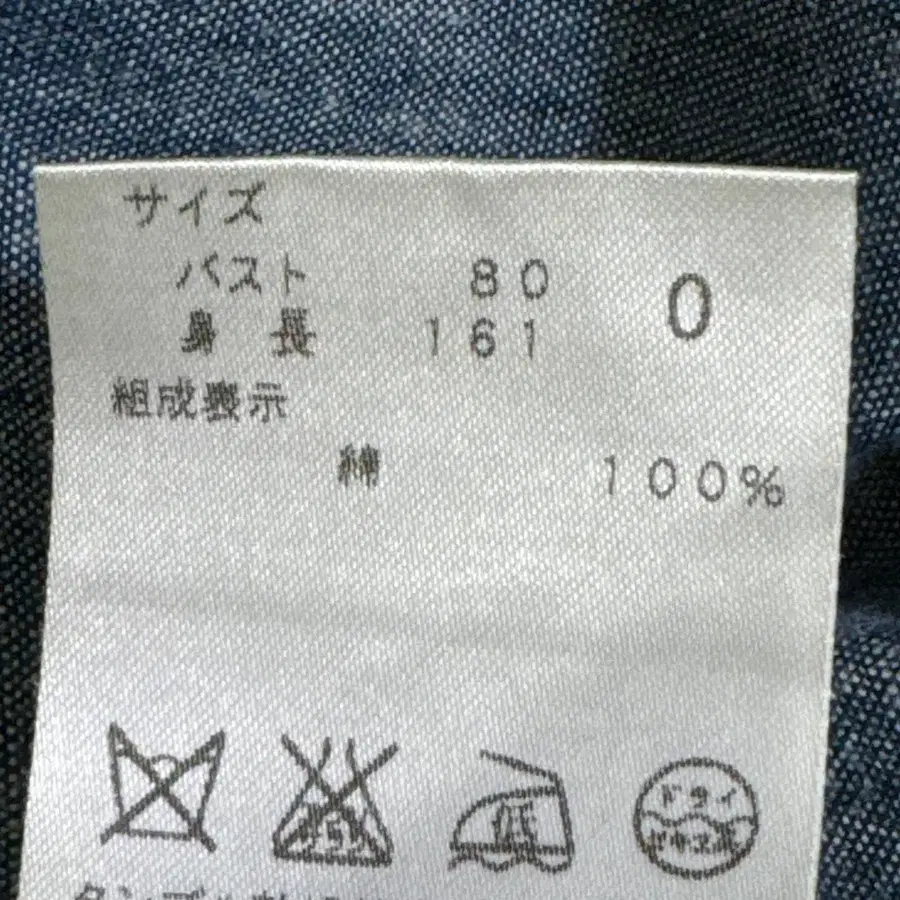 サイズ
バスト 80 0
身長 161
組成表示
綿 100%
低
ドライ